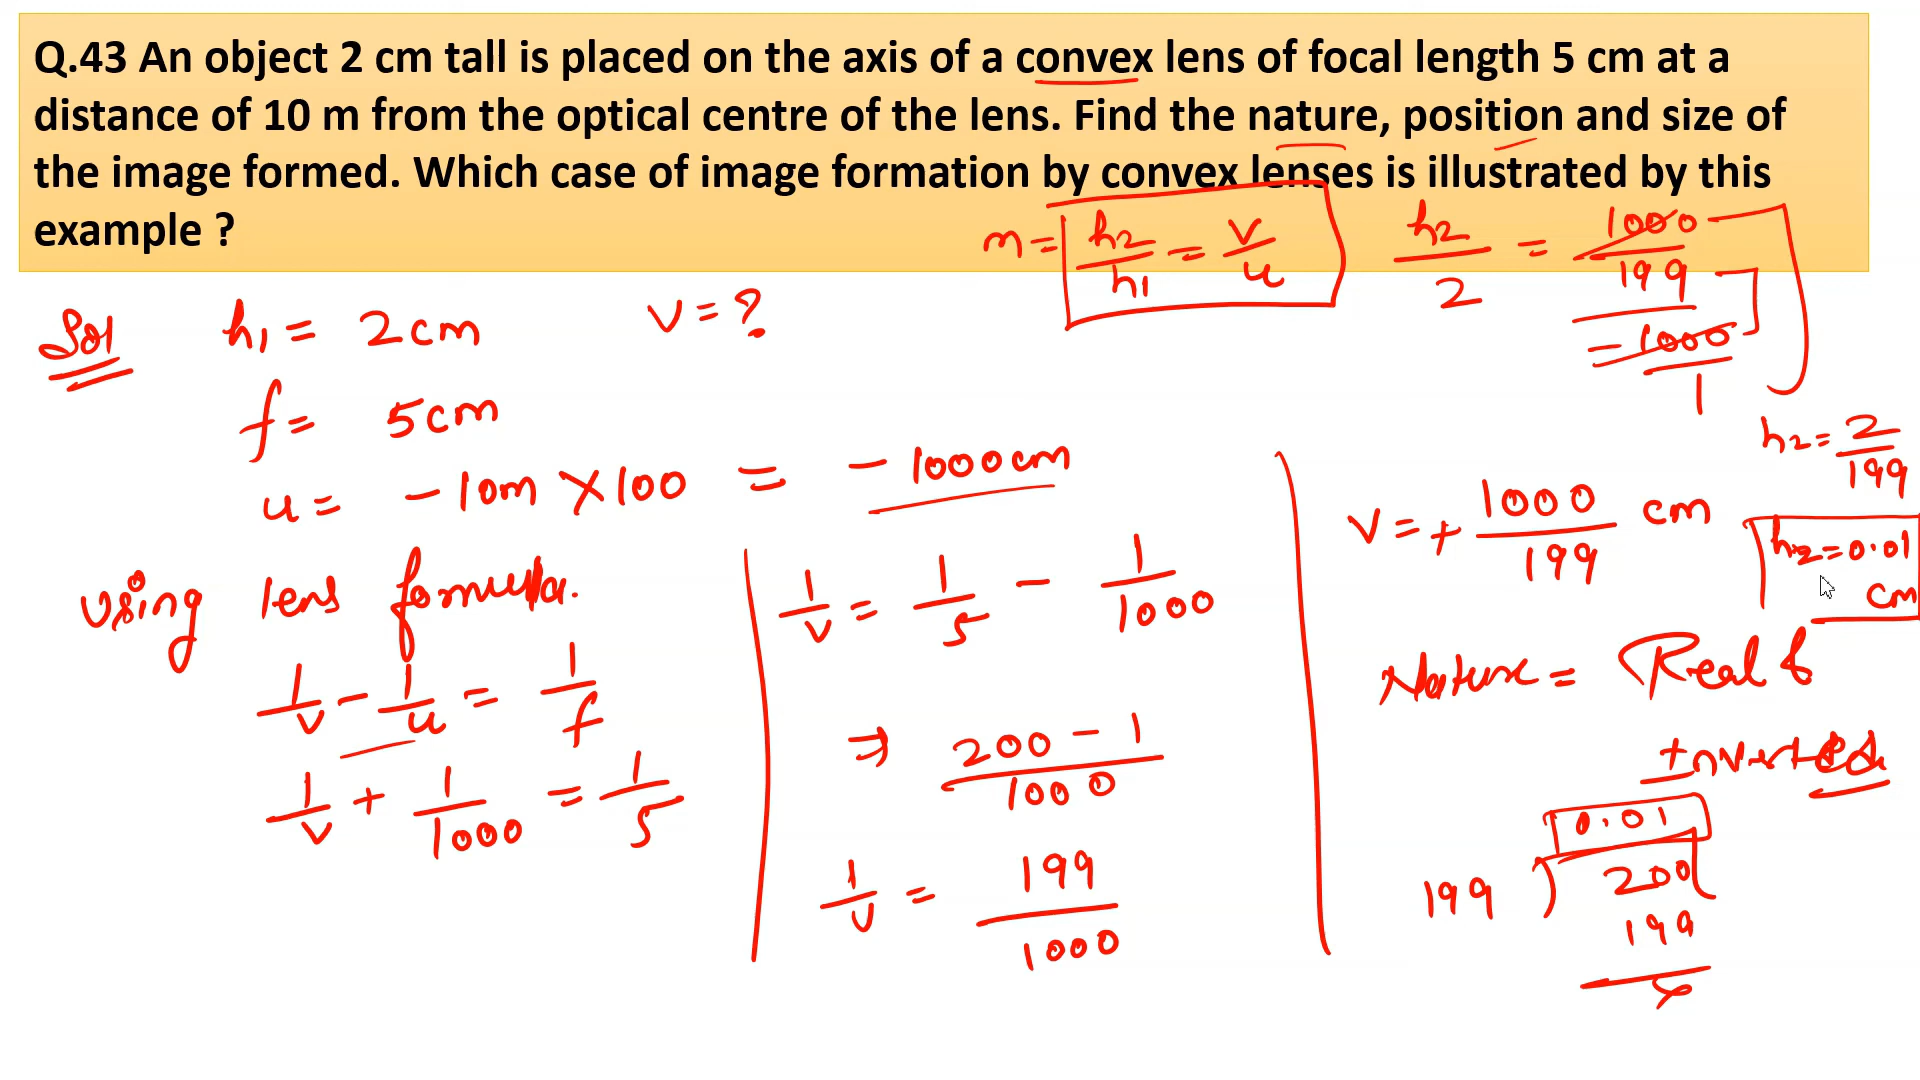 Q.43 An object 2 cm tall is placed on the axis of a convex lens of focal length 5 cm at a
distance of 10 m from the optical centre of the lens. Find the nature, position and size of
the image formed. Which case of image formation by convex lenses is illustrated by this
example ?
m = h2/h1 = v/u
h2/2 = 1000/199 / = 1000/1
Sol
h1 = 2cm
v = ?
f = 5cm
u = - 10m × 100 = - 1000cm
Using lens formula.
1/v - 1/u = 1/f
1/v + 1/1000 = 1/5
1/v = 1/5 - 1/1000
⇒ 200 - 1/1000
1/v = 199/1000
v = + 1000/199 cm
h2 = 2/199
h2 = 0.01
cm
Nature = Real &
Inverted
0.01
199 ) 200
199
x